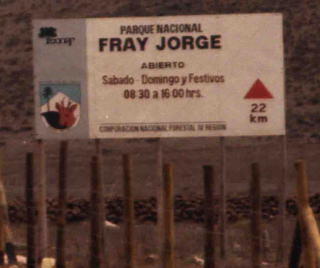 PARQUE NACIONAL
FRAY JORGE
ABIERTO
Sabado - Domingo y Festivos
08:30 a 16:00 hrs.
22
km
CORPORACION NACIONAL FORESTAL IV REGION